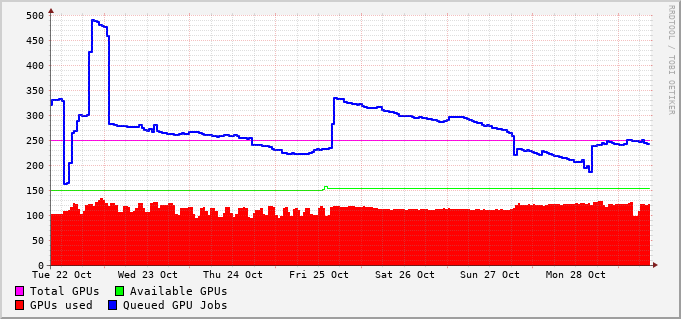 500
450
400
350
300
250
200
150
100
50
0
Tue 22 Oct Wed 23 Oct Thu 24 Oct Fri 25 Oct Sat 26 Oct Sun 27 Oct Mon 28 Oct
Total GPUs Available GPUs
GPUs used Queued GPU Jobs
RRDTOOL / TOBI OETIKER